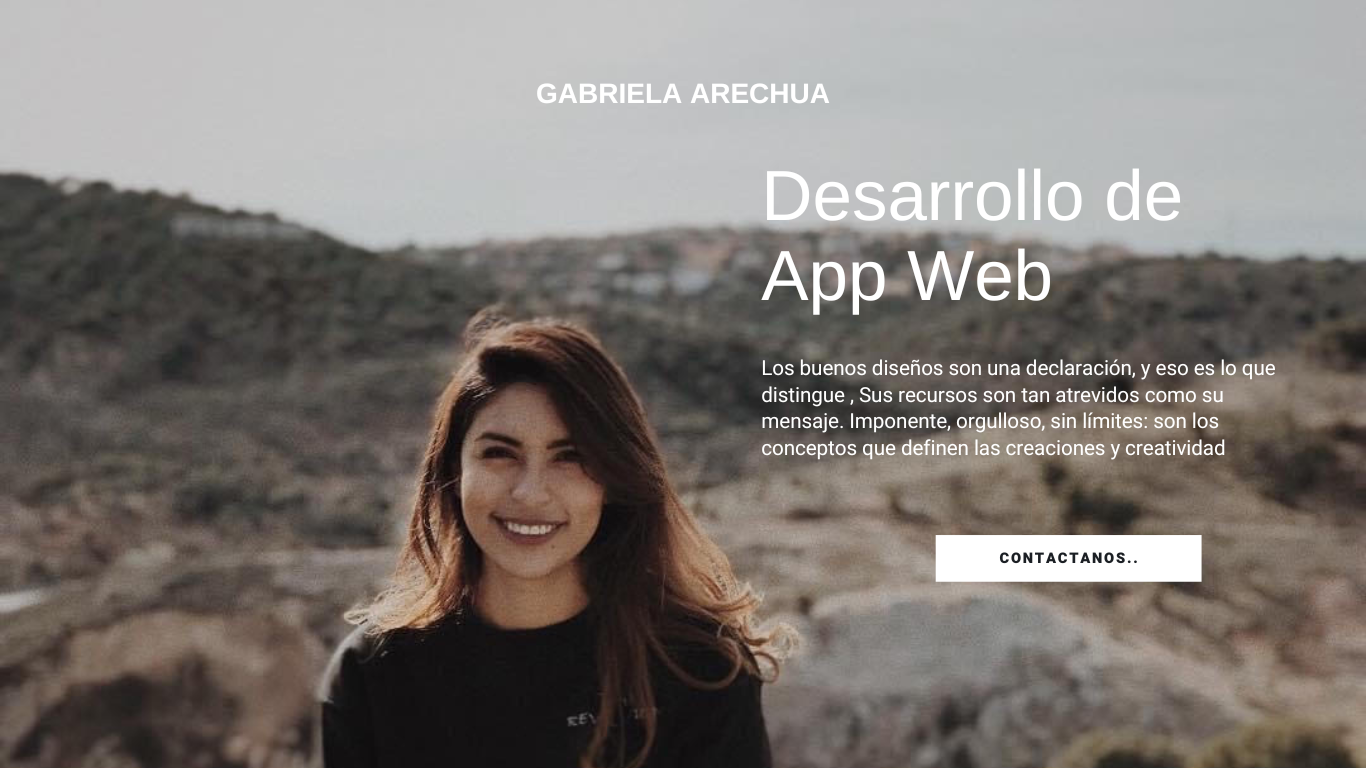 GABRIELA ARECHUA
Desarrollo de
App Web
Los buenos diseños son una declaración, y eso es lo que
distingue , Sus recursos son tan atrevidos como su
mensaje. Imponente, orgulloso, sin límites: son los
conceptos que definen las creaciones y creatividad
CONTACTANOS..